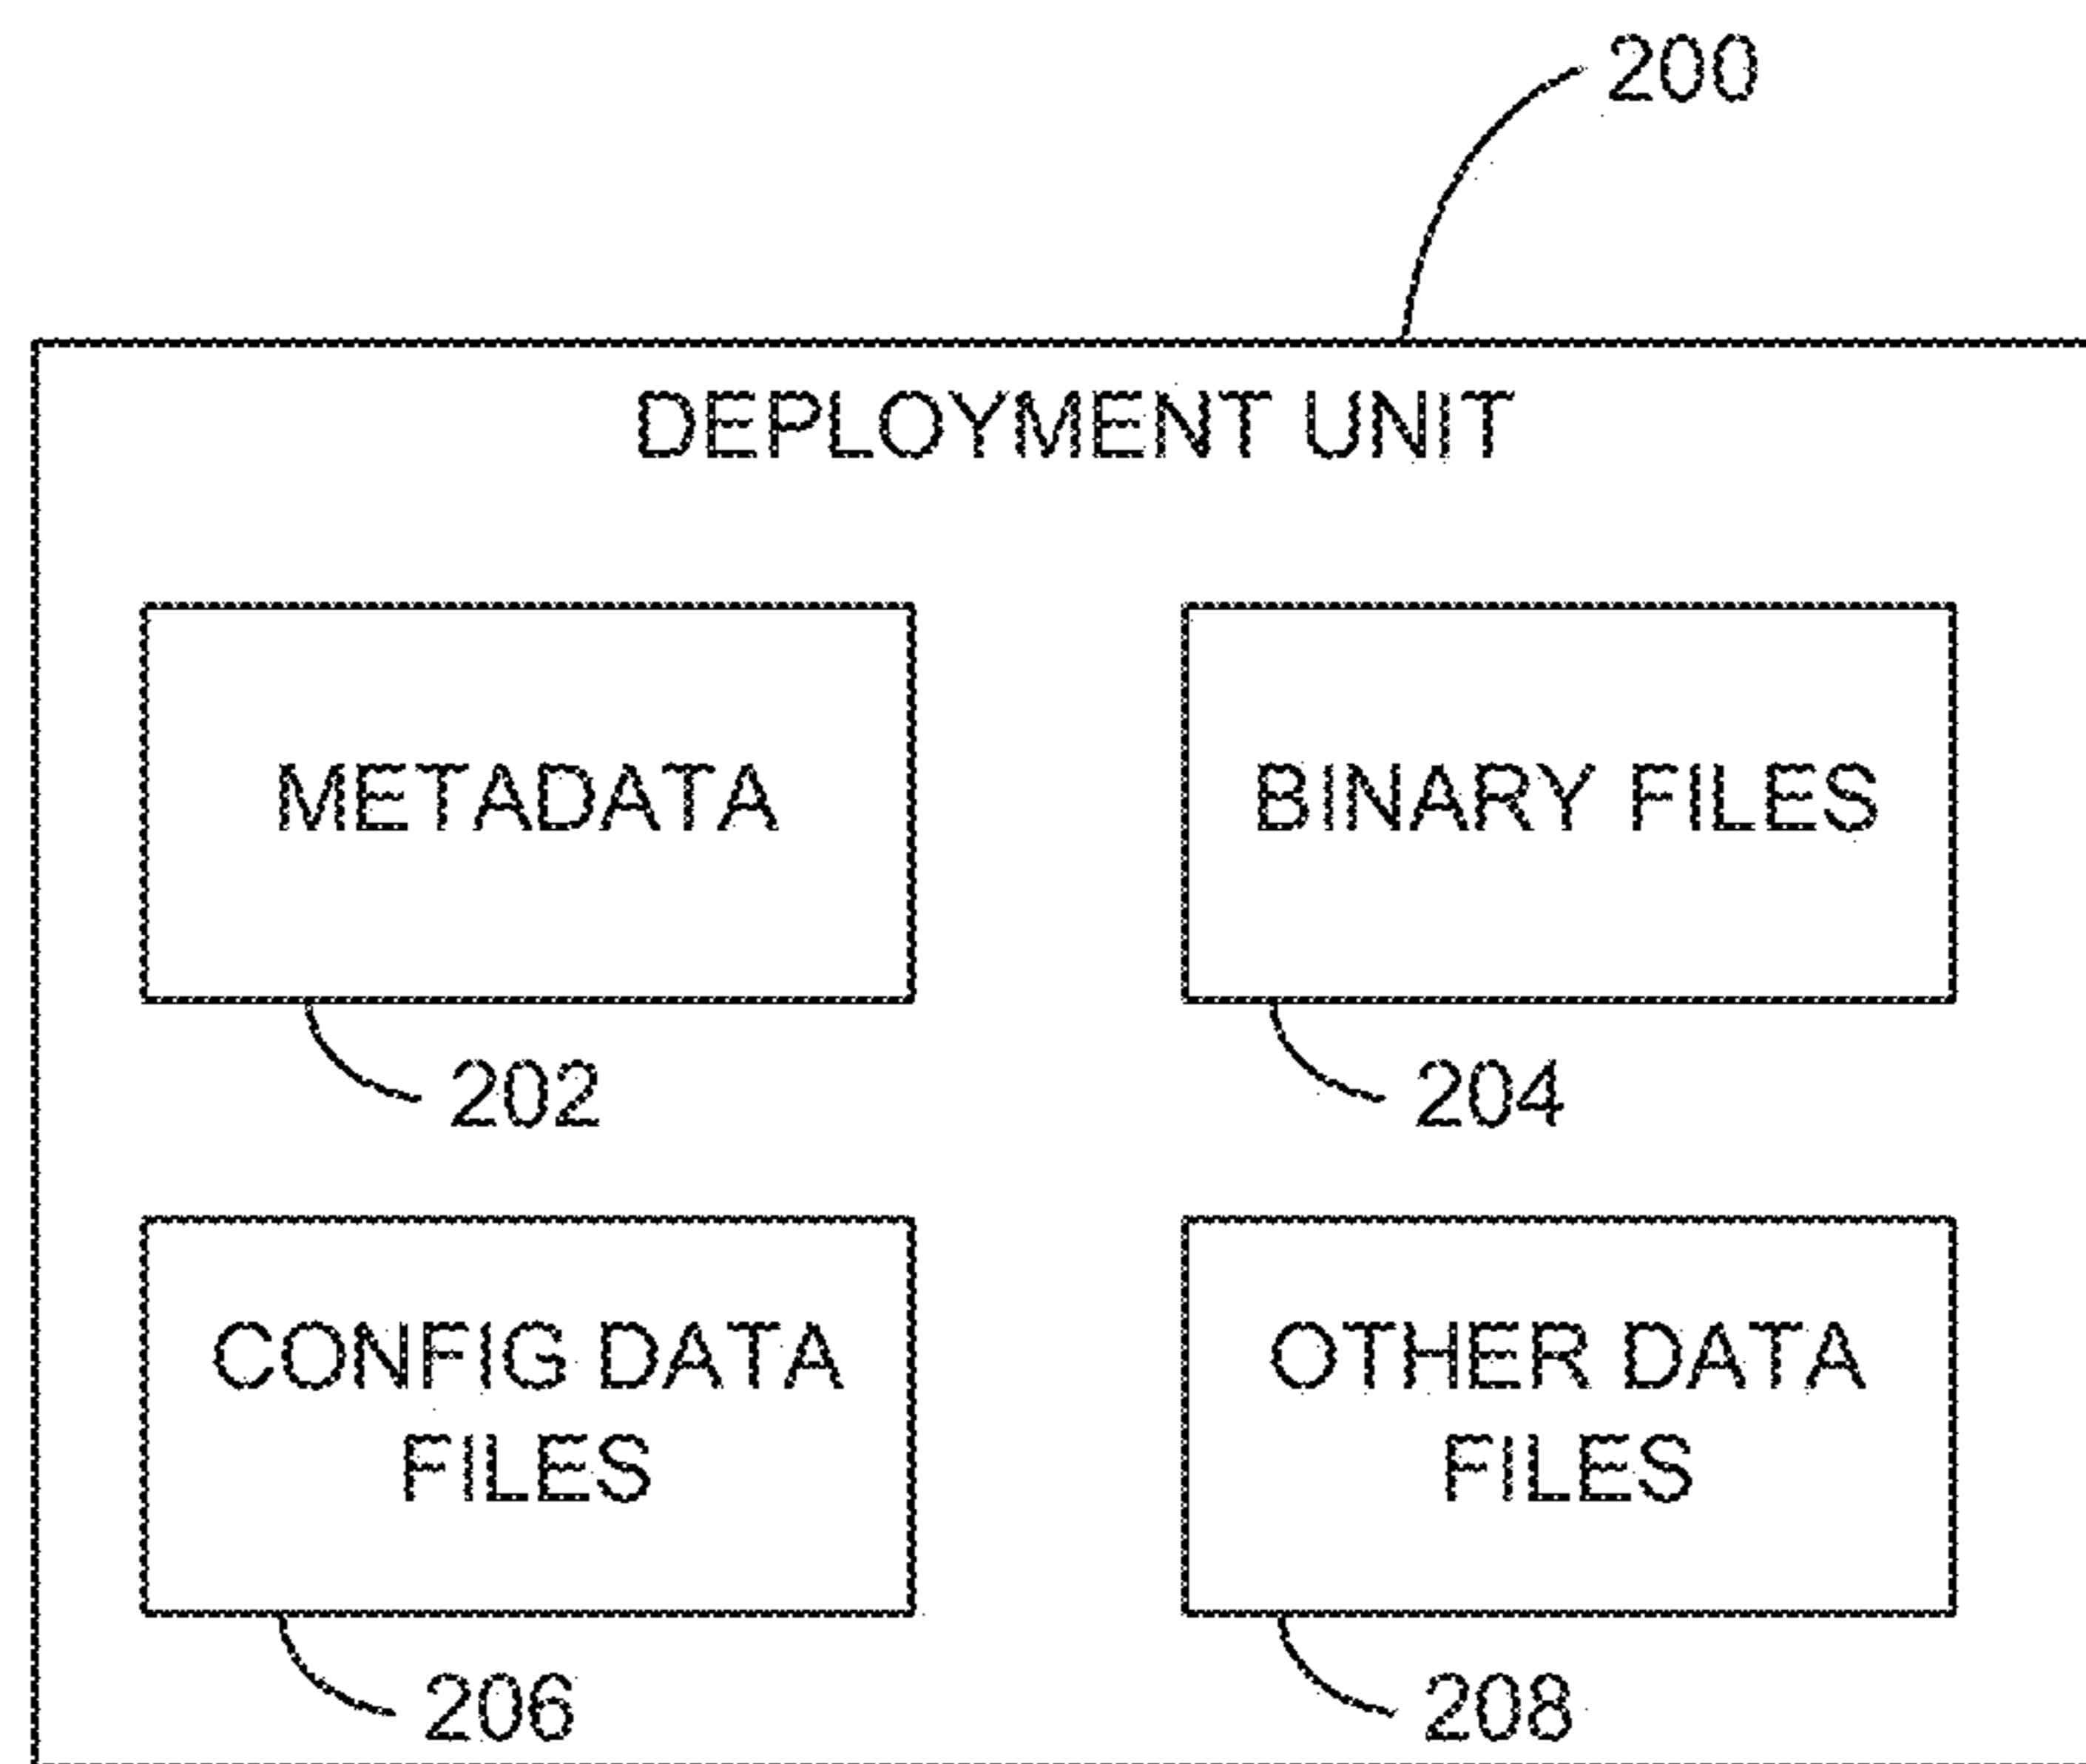 200
DEPLOYMENT UNIT
METADATA
BINARY FILES
202
204
CONFIG DATA
FILES
OTHER DATA
FILES
206
208